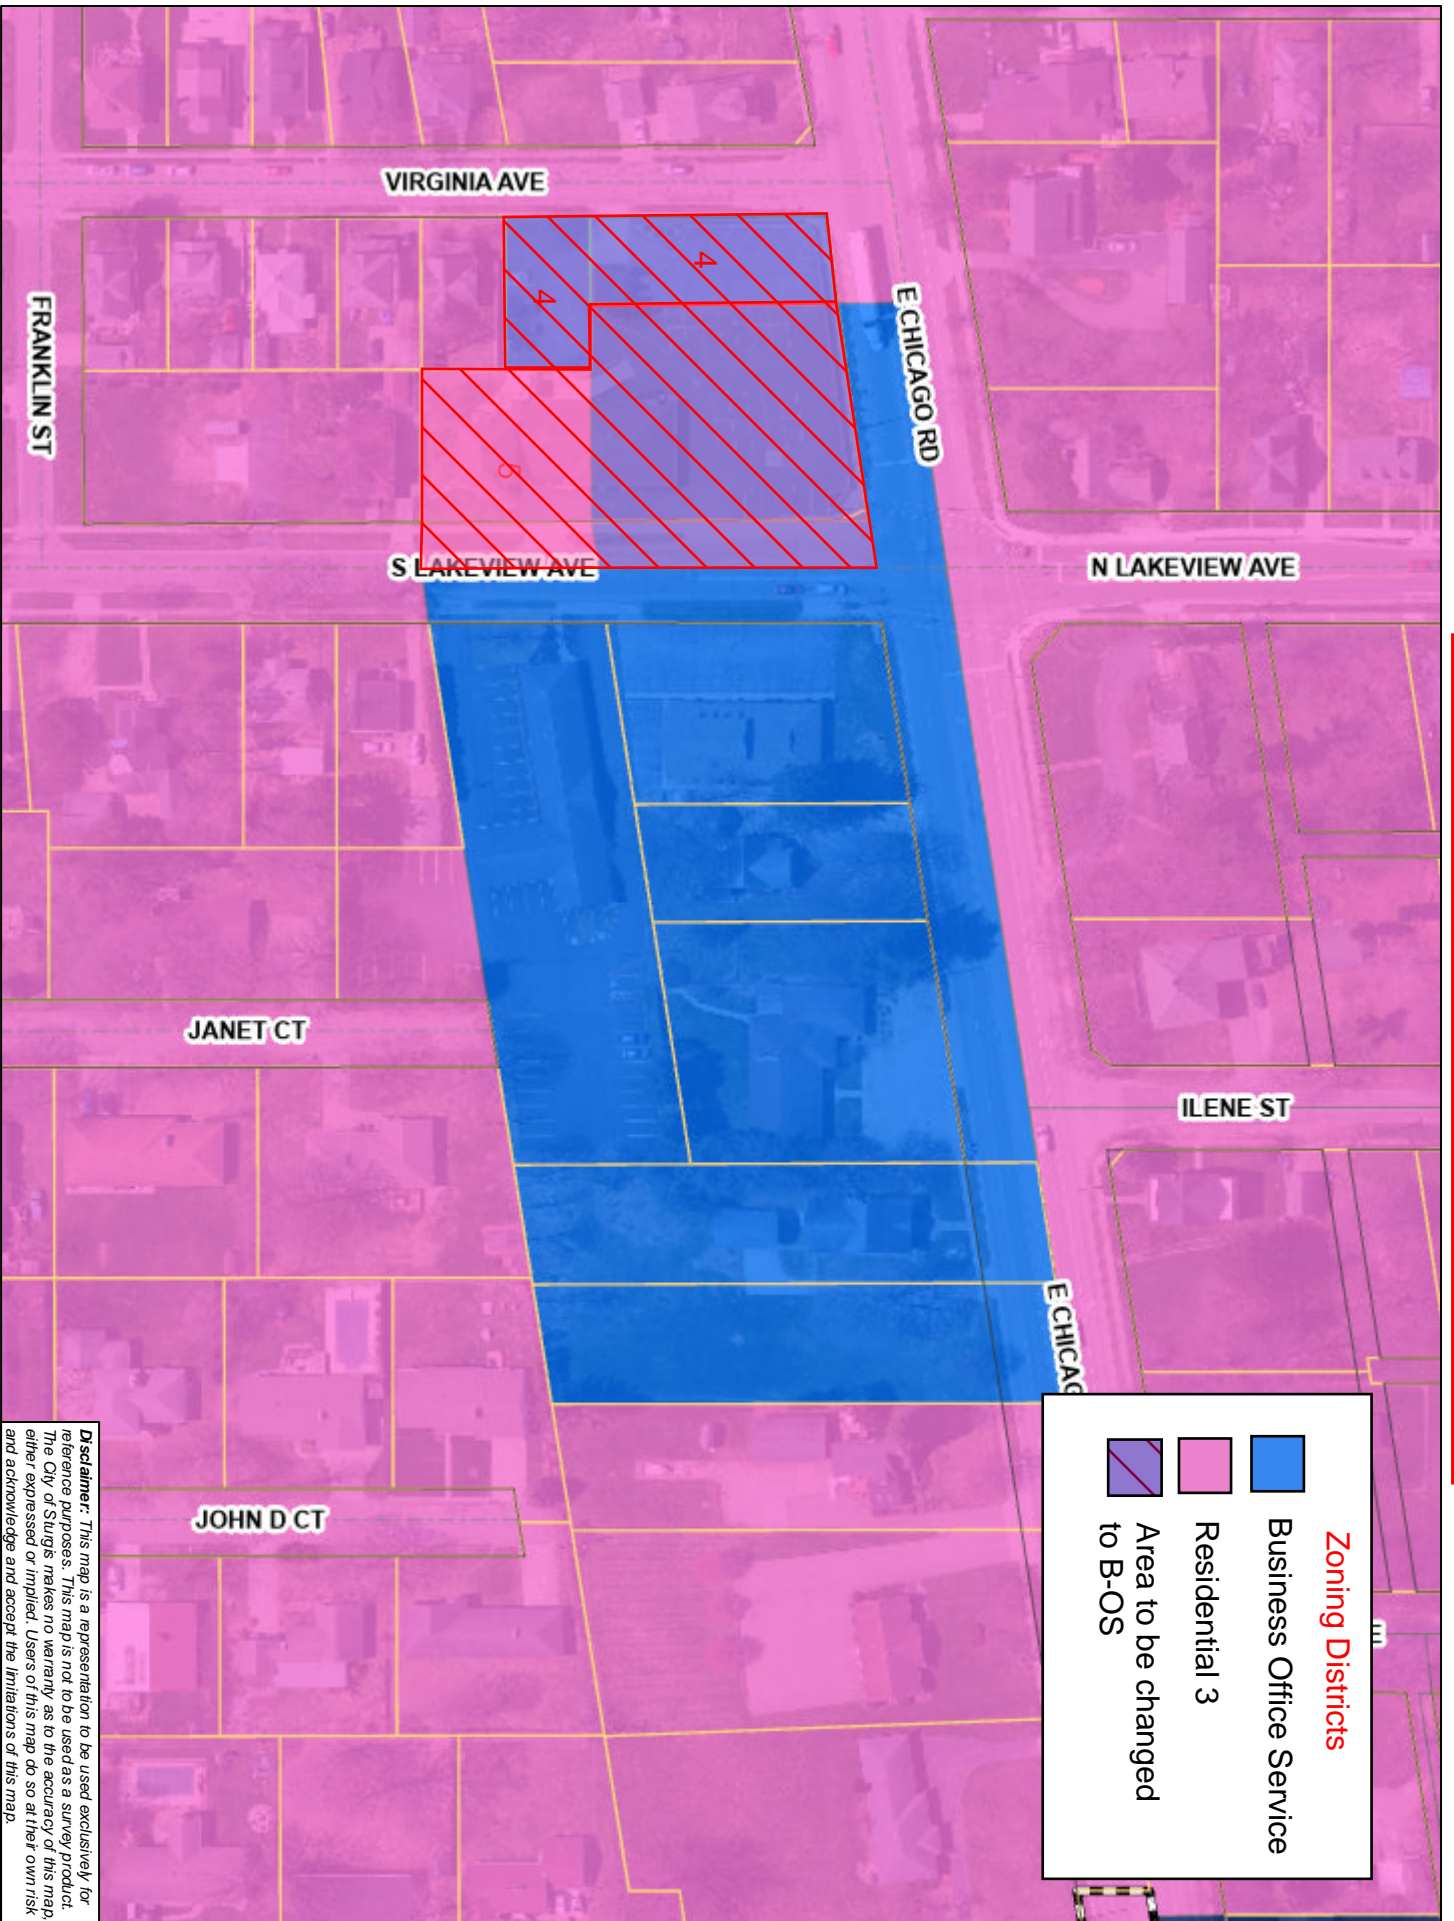 VIRGINIA AVE
E CHICAGO RD
FRANKLIN ST
4
4
5
S LAKEVIEW AVE
N LAKEVIEW AVE
JANET CT
ILENE ST
E CHICAG
JOHN D CT
E
Zoning Districts
Business Office Service
Residential 3
Area to be changed
to B-OS
Disclaimer: This map is a representation to be used exclusively for
reference purposes. This map is not to be used as a survey product.
The City of Sturgis makes no warranty as to the accuracy of this map,
either expressed or implied. Users of this map do so at their own risk
and acknowledge and accept the limitations of this map.